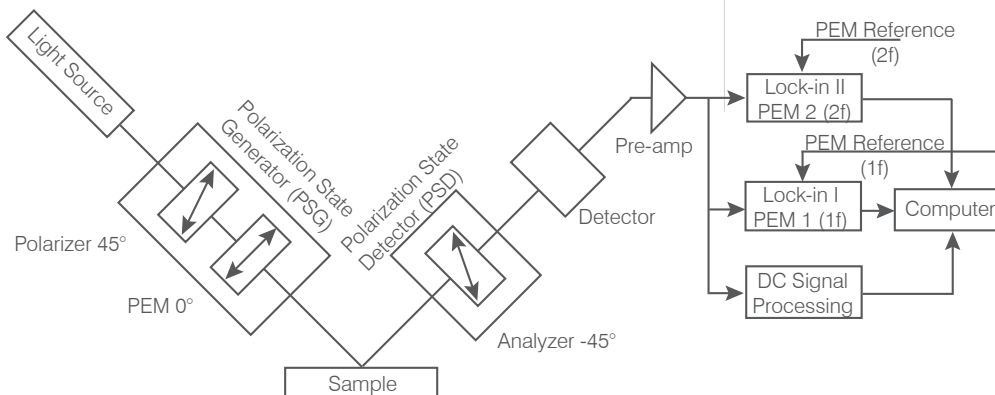 Light Source
Polarization State
Generator (PSG)
Polarizer 45°
PEM 0°
Polarization State
Detector (PSD)
Analyzer -45°
Sample
Detector
Pre-amp
PEM Reference
(2f)
Lock-in II
PEM 2 (2f)
PEM Reference
(1f)
Lock-in I
PEM 1 (1f)
Computer
DC Signal
Processing